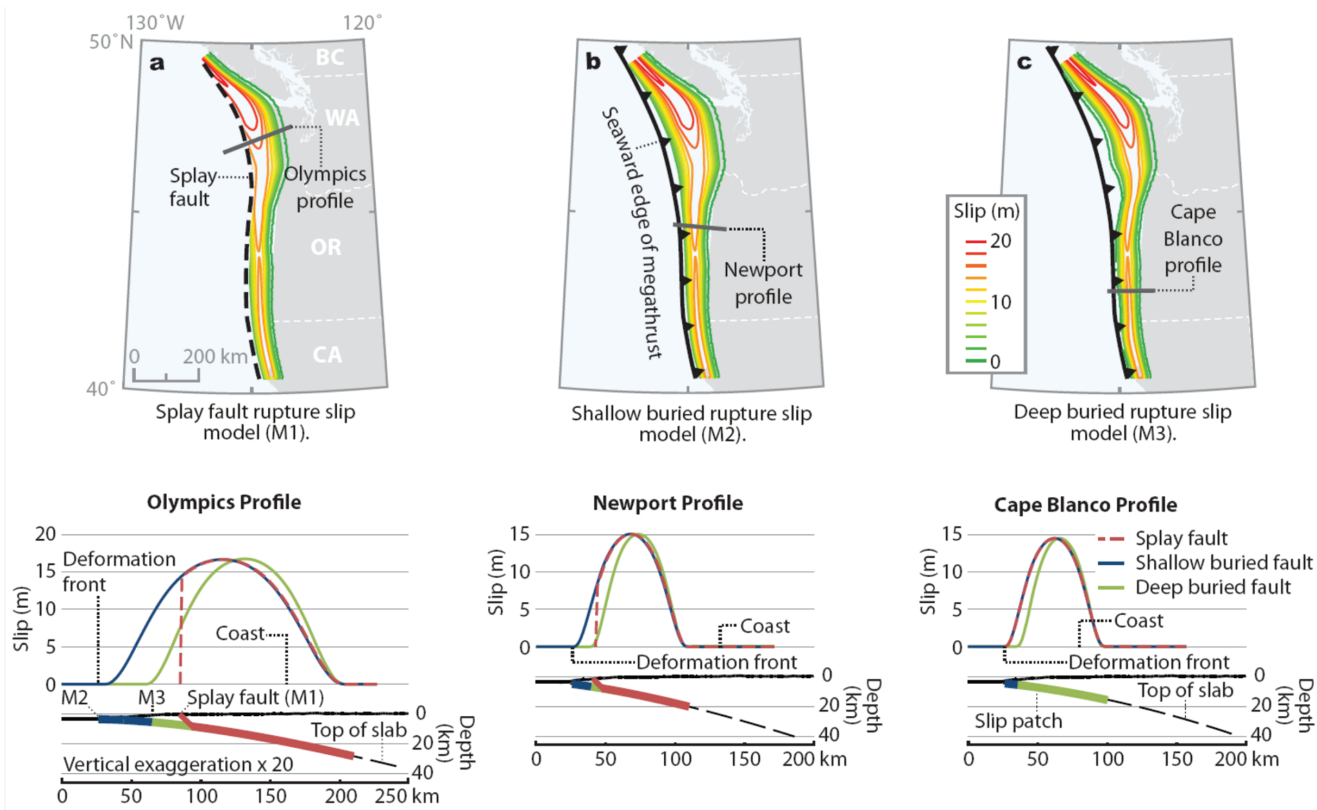 130˚W
120˚
50˚N
a
BC
WA
Splay
fault
Olympics
profile
OR
0
200 km
CA
40˚
Splay fault rupture slip
model (M1).
b
Seaward edge of megathrust
Newport
profile
Shallow buried rupture slip
model (M2).
c
Slip (m)
20
10
0
Cape
Blanco
profile
Deep buried rupture slip
model (M3).
Olympics Profile
Slip (m)
20
15
10
5
0
Deformation
front
Coast
M2
M3
Splay fault (M1)
Top of slab
Vertical exaggeration x 20
0
20
40
Depth
(km)
0 50 100 150 200 250 km
Newport Profile
Slip (m)
15
10
5
0
Coast
Deformation front
0
20
40
Depth
(km)
0 50 100 150 200 km
Cape Blanco Profile
Slip (m)
15
10
5
0
Splay fault
Shallow buried fault
Deep buried fault
Coast
Deformation front
Slip patch
Top of slab
0
20
40
Depth
(km)
0 50 100 150 200 km